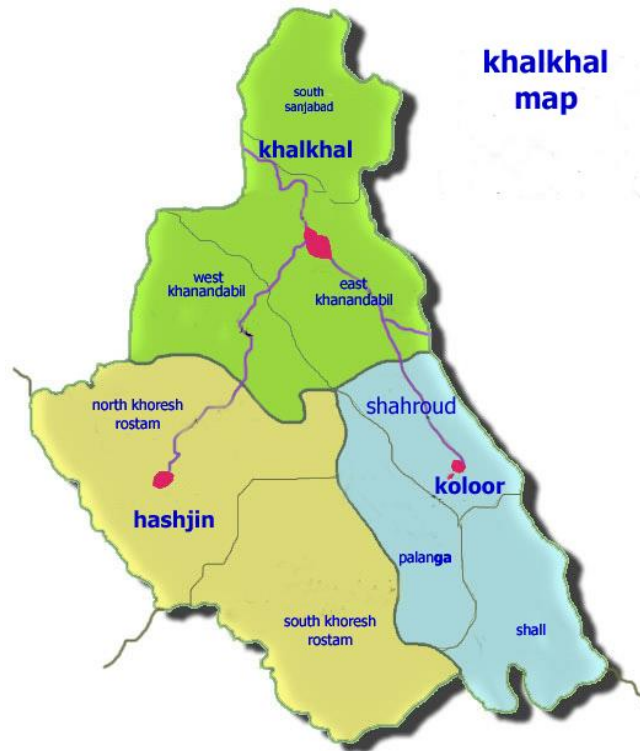 khalkhal
map
south
sanjabad
khalkhal
west
khanandabil
east
khanandabil
north khoresh
rostam
shahroud
koloor
hashjin
palanga
south khoresh
rostam
shall